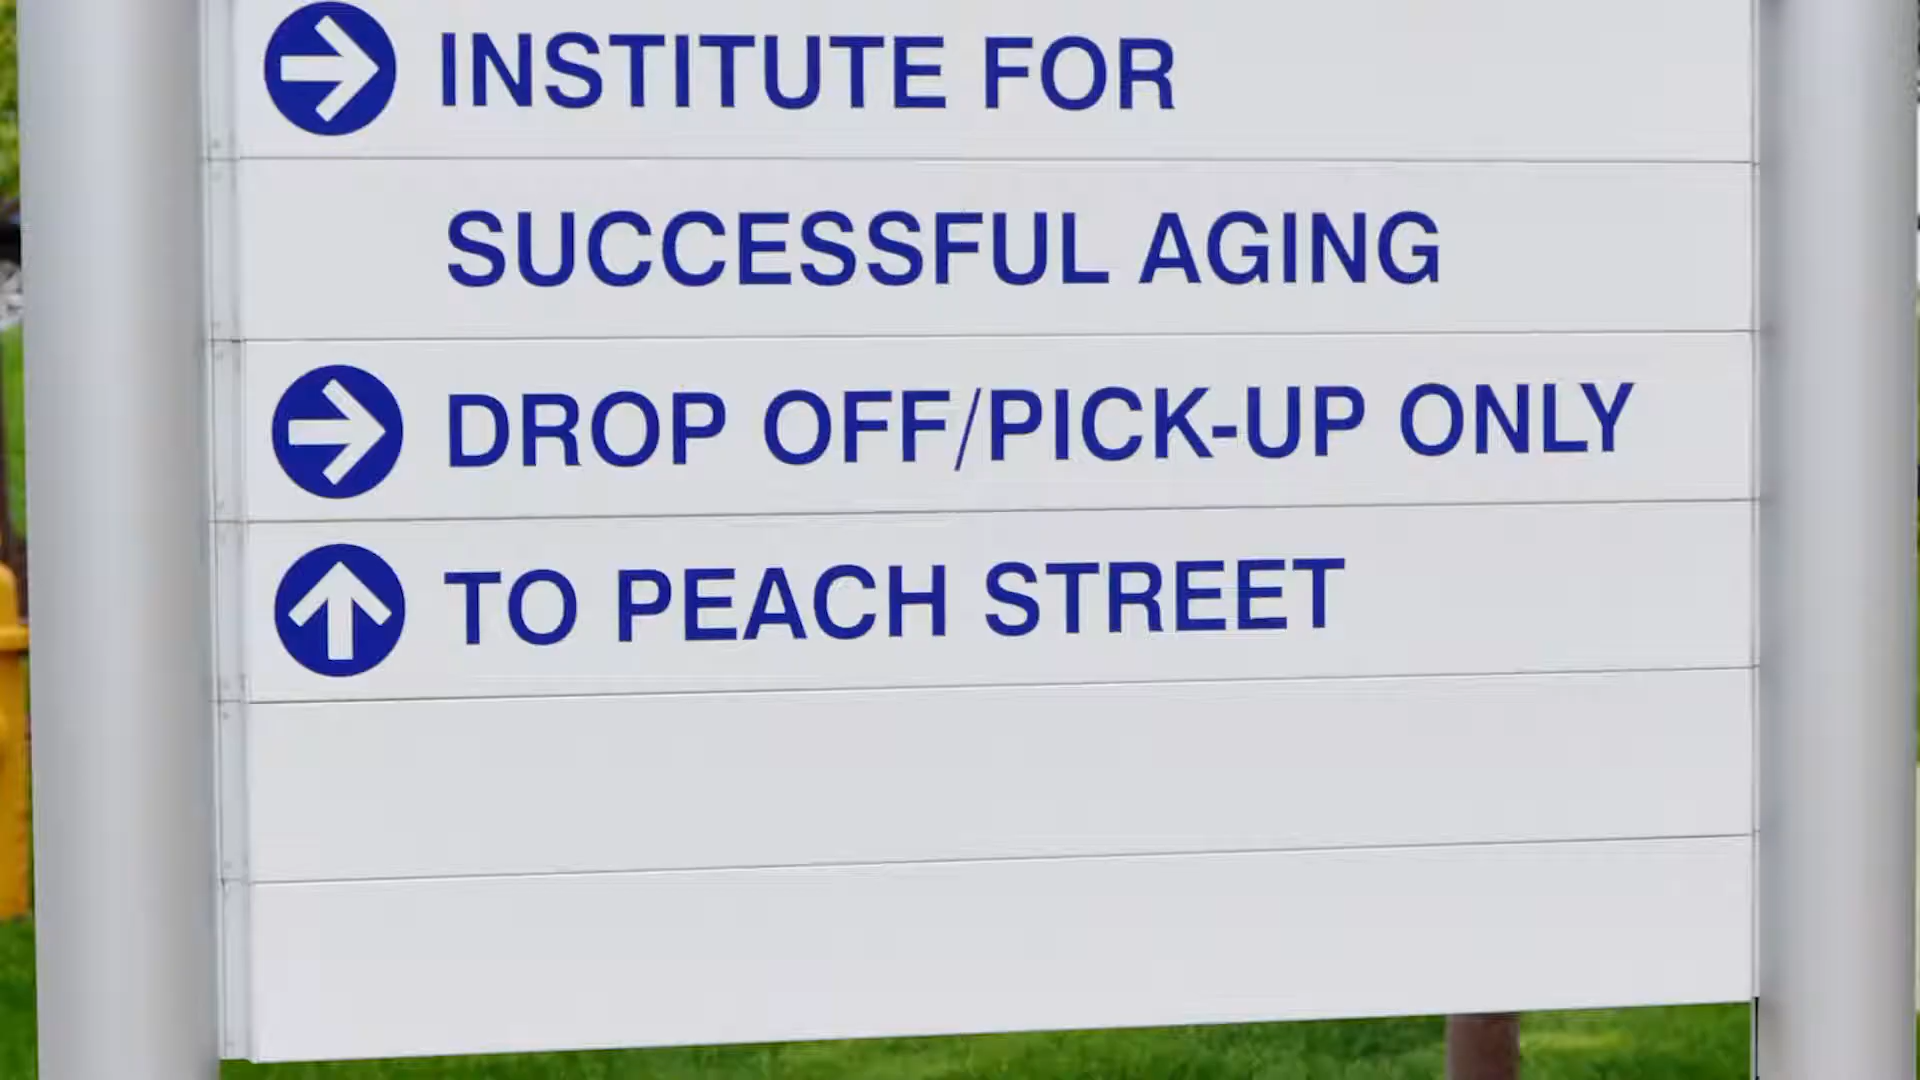 INSTITUTE FOR
SUCCESSFUL AGING
DROP OFF/PICK-UP ONLY
TO PEACH STREET